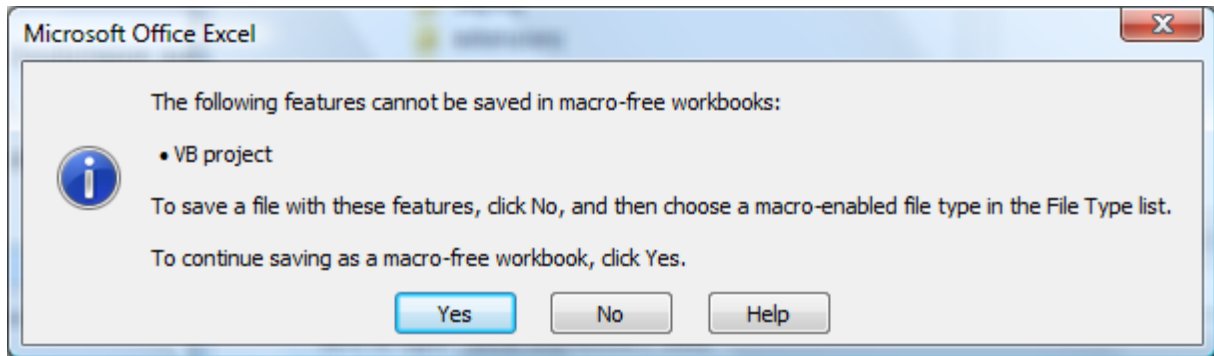 Microsoft Office Excel
The following features cannot be saved in macro-free workbooks:
• VB project
To save a file with these features, click No, and then choose a macro-enabled file type in the File Type list.
To continue saving as a macro-free workbook, click Yes.
Yes No Help